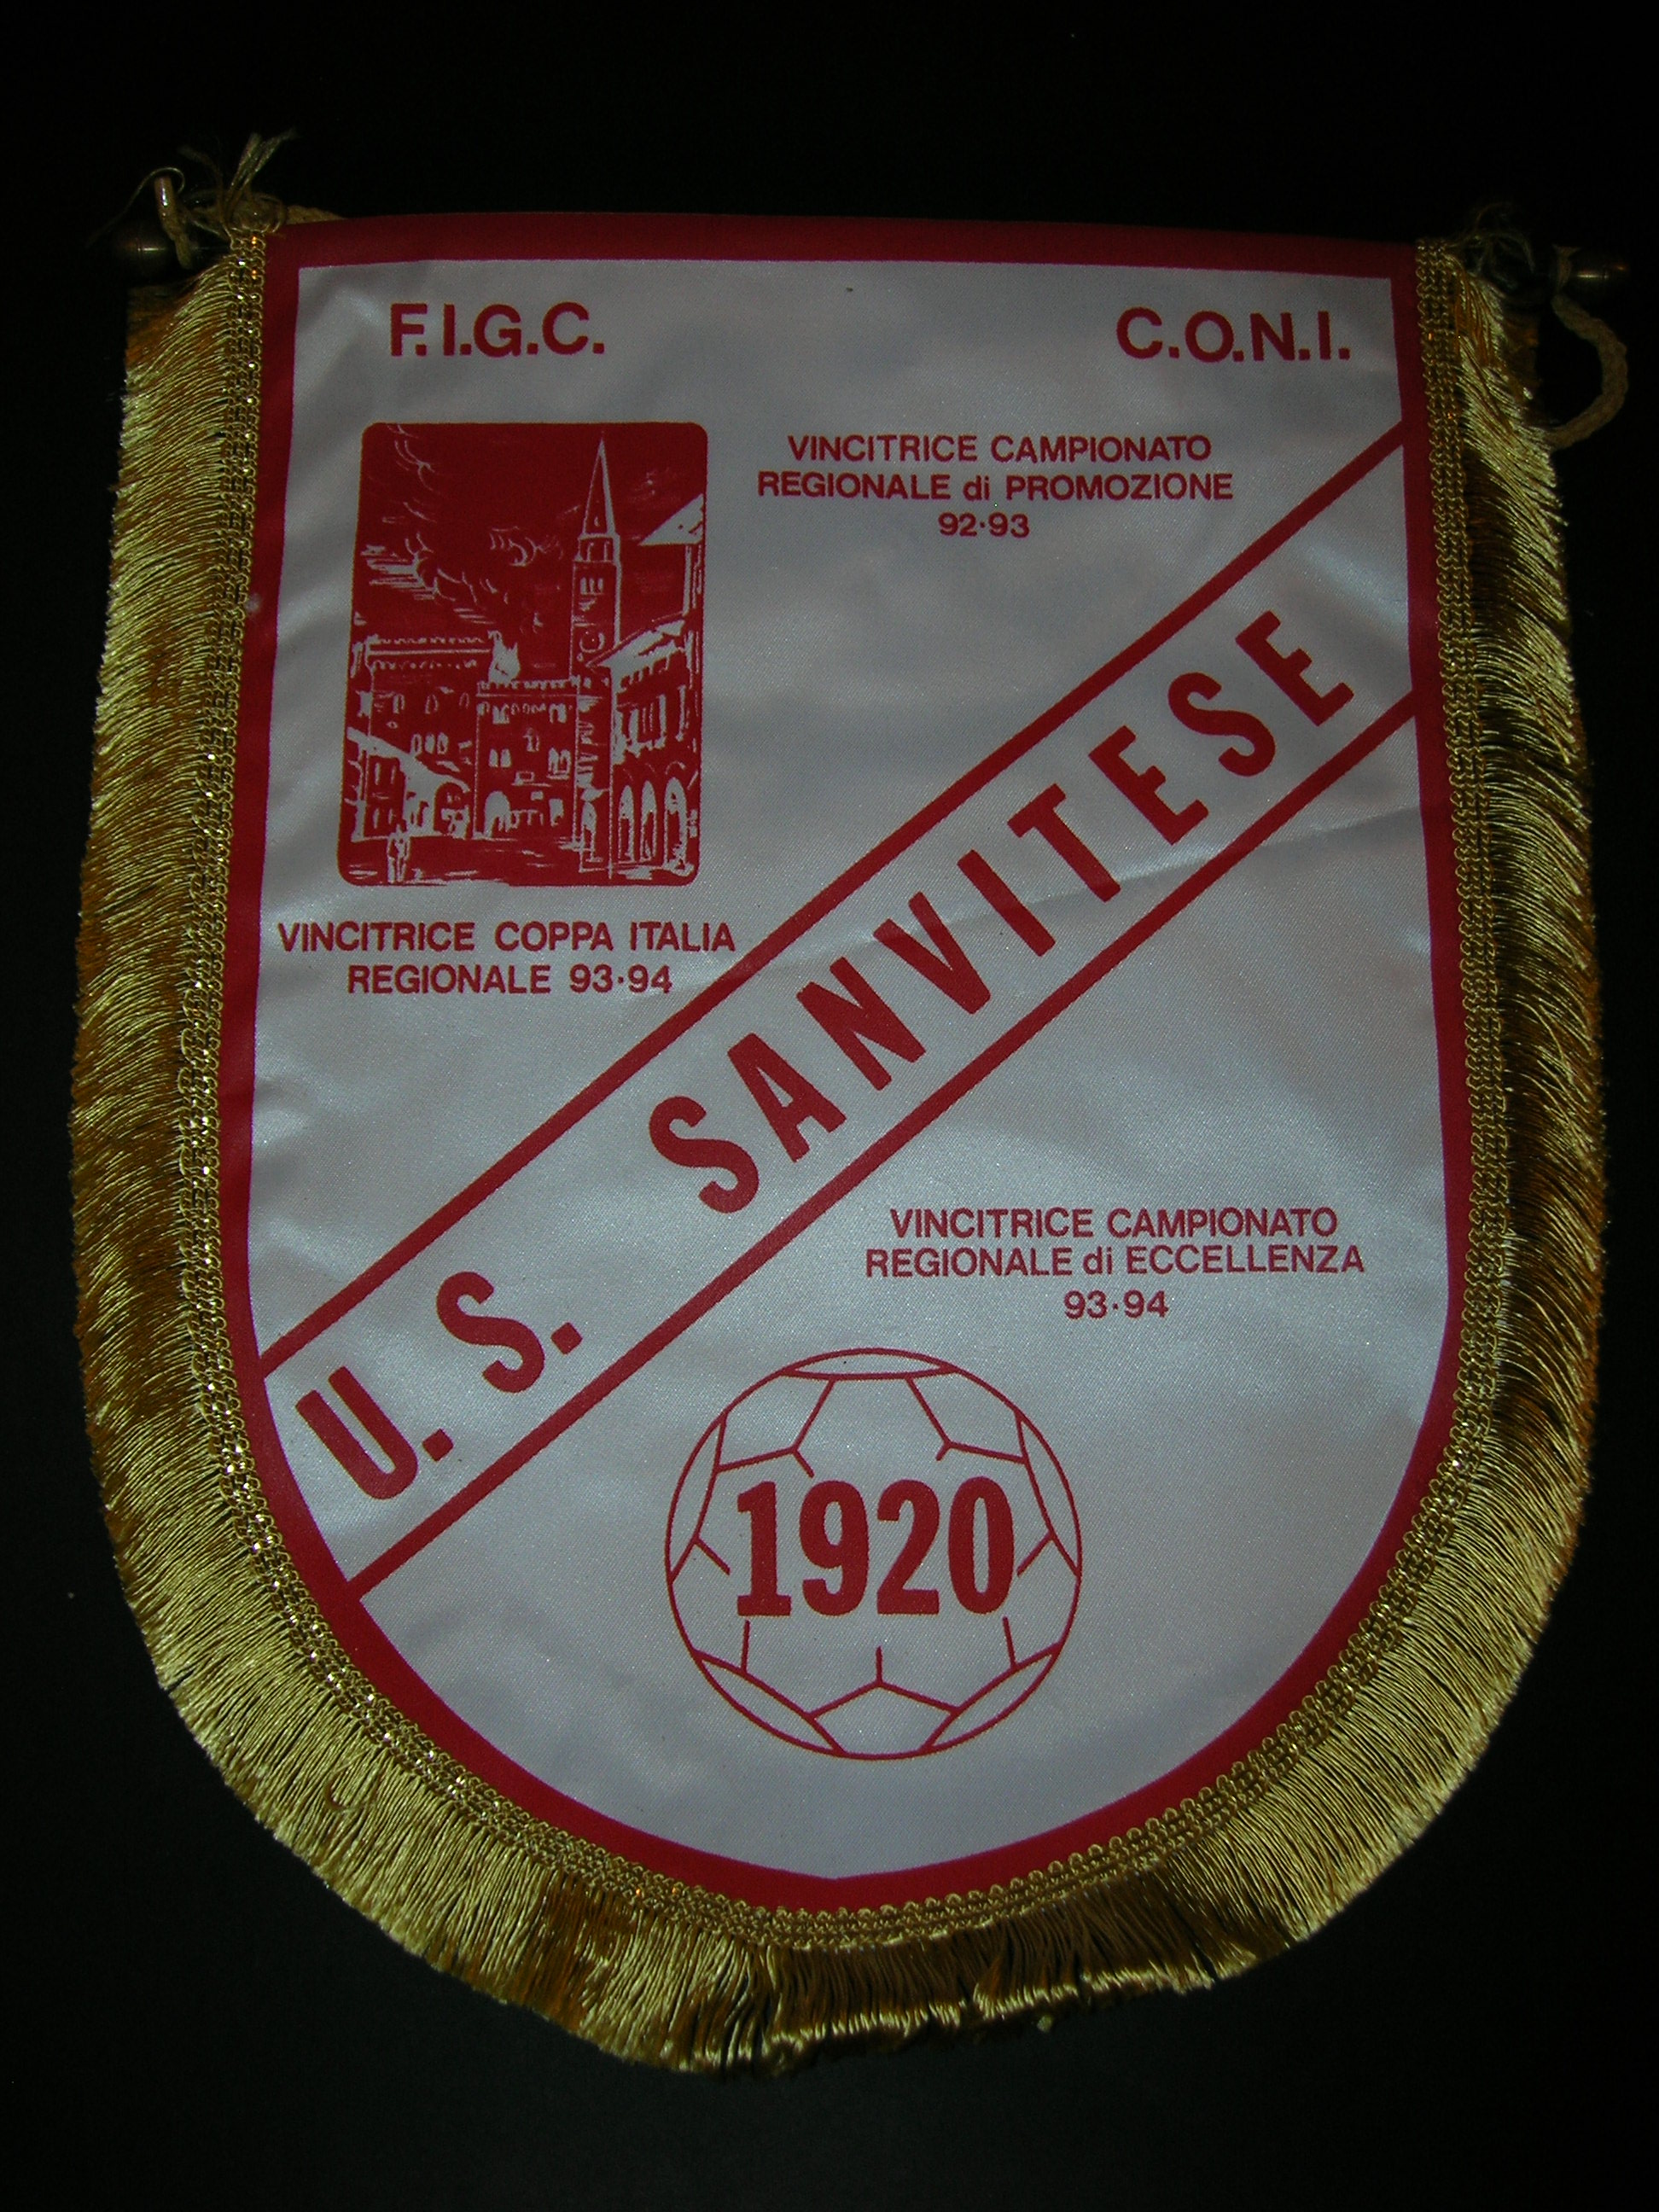 F.I.G.C.
C.O.N.I.
VINCITRICE CAMPIONATO
REGIONALE di PROMOZIONE
92·93
VINCITRICE COPPA ITALIA
REGIONALE 93·94
U. S. SANVITESE
VINCITRICE CAMPIONATO
REGIONALE di ECCELLENZA
93·94
1920